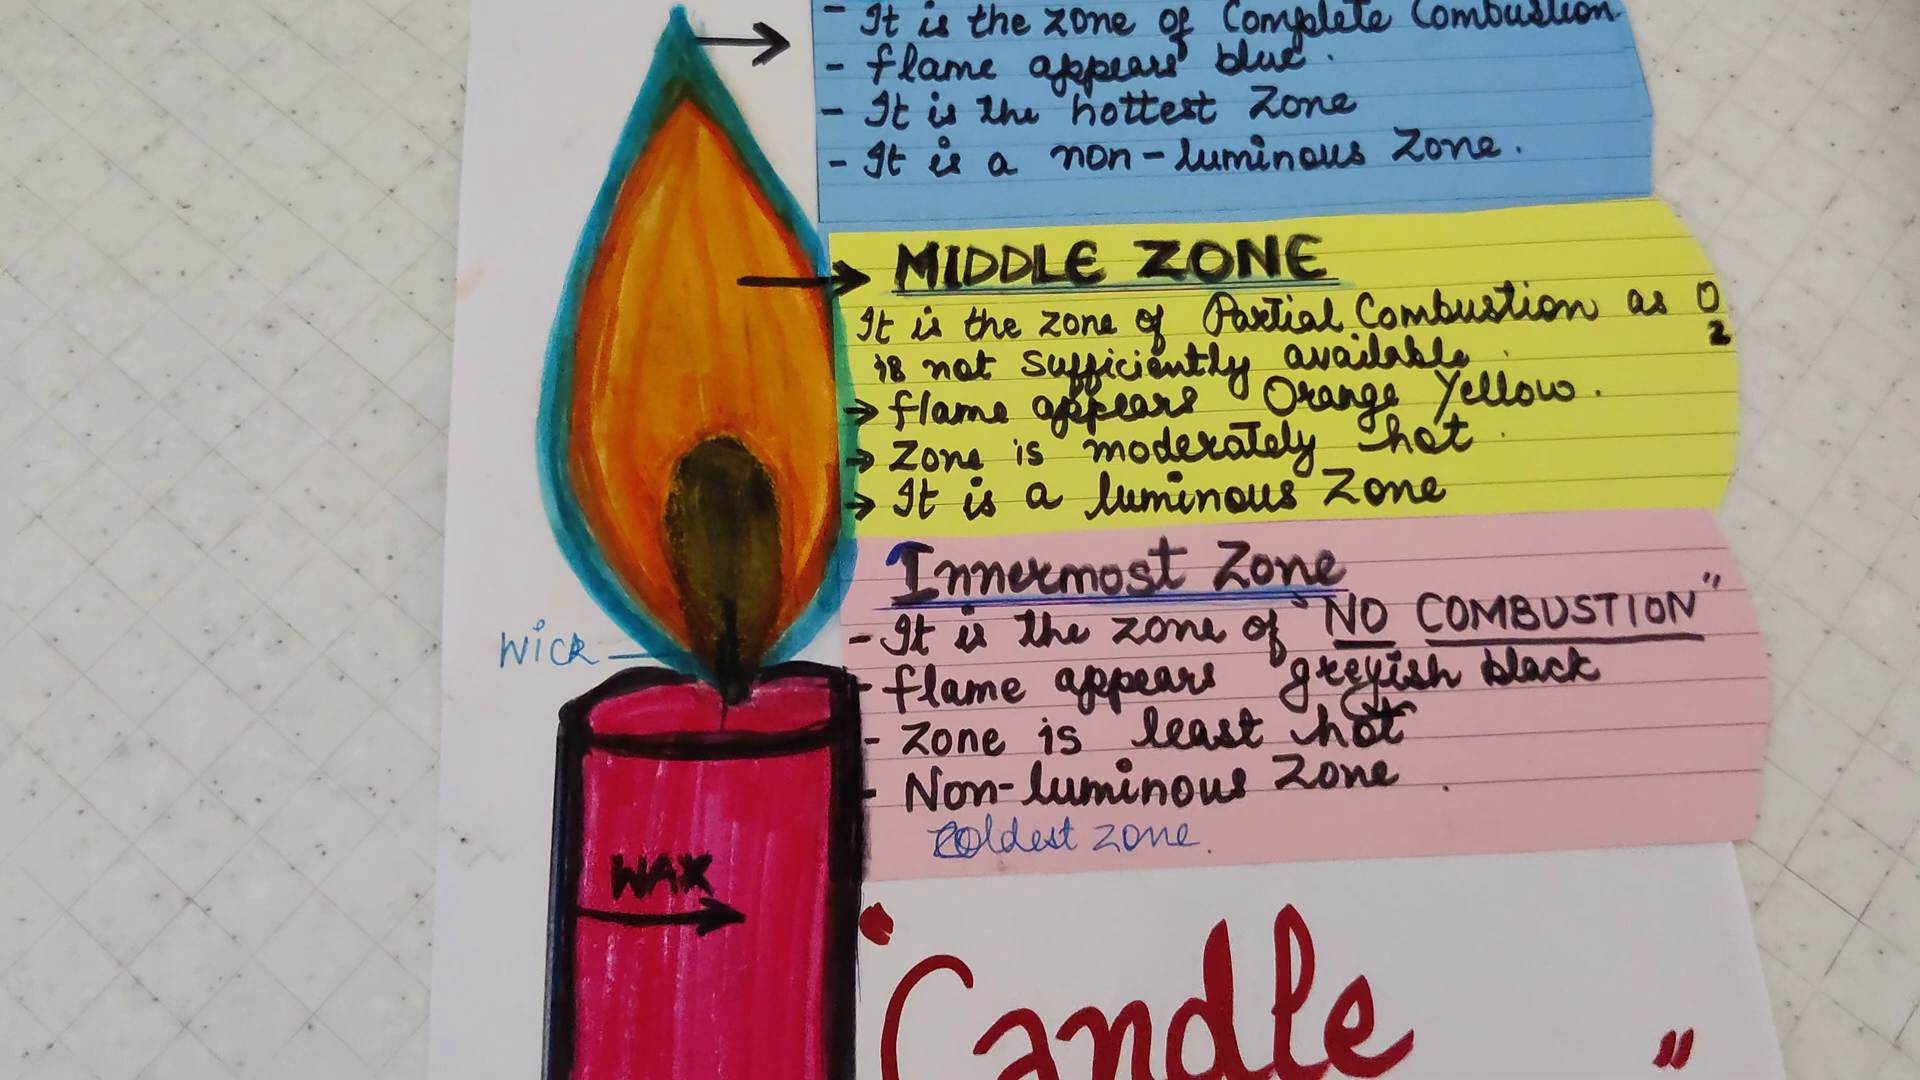 - It is the zone of Complete Combustion
- flame appears blue.
- It is the hottest Zone
- It is a non-luminous Zone.
MIDDLE ZONE
It is the zone of Partial Combustion as O2
is not sufficiently available.
→ flame appears Orange Yellow.
→ Zone is moderately hot.
→ It is a luminous Zone
Innermost Zone
- It is the zone of "NO COMBUSTION"
- flame appears greyish black
- Zone is least hot
- Non-luminous Zone.
Coldest zone.
Wick
WAX
"Candle"